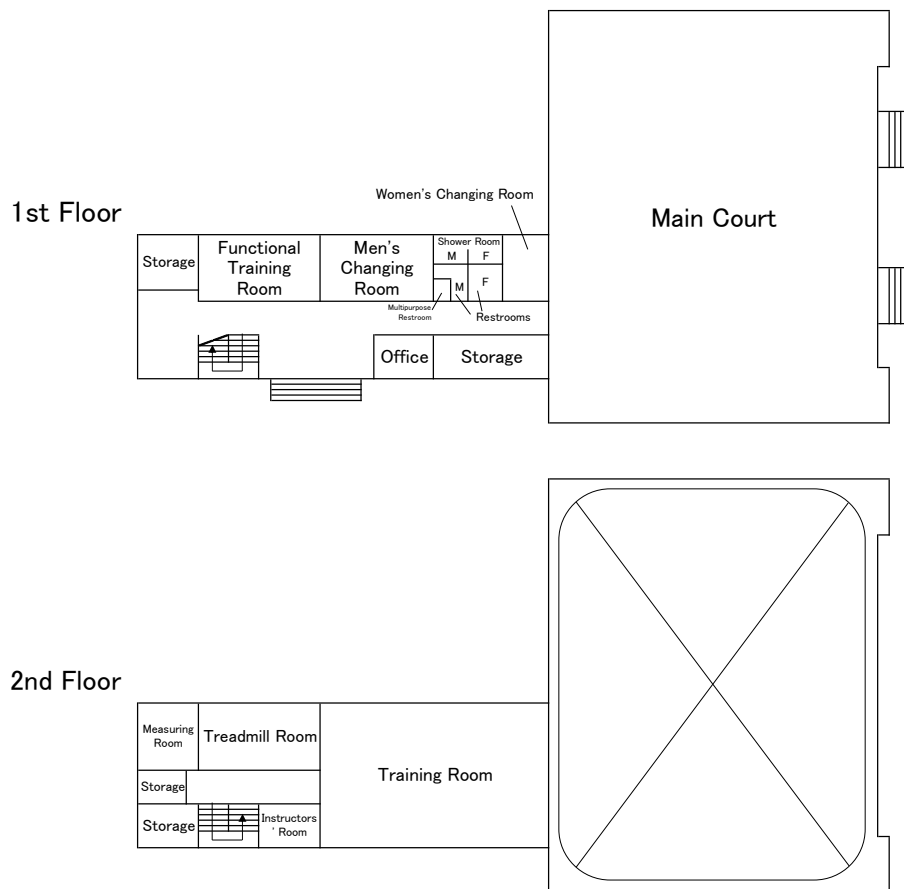 1st Floor
Women's Changing Room
Main Court
Storage
Functional
Training
Room
Men's
Changing
Room
Shower Room
M
F
M
F
Multipurpose
Restroom
Restrooms
Office
Storage
2nd Floor
Measuring
Room
Treadmill Room
Training Room
Storage
Storage
Instructors
' Room